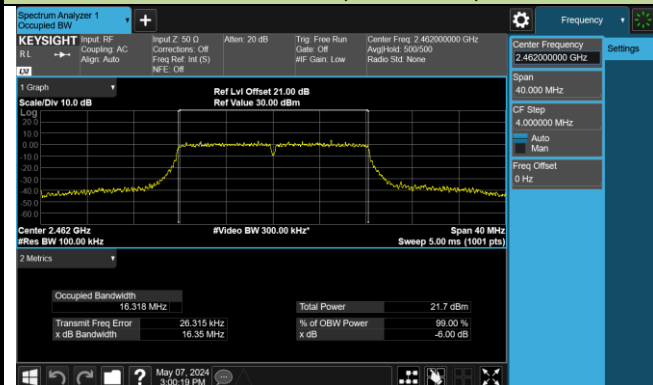 Spectrum Analyzer 1
Occupied BW
Frequency
KEYSIGHT
RL
Input: RF
Coupling: AC
Align: Auto
Input Z: 50 Ω
Corrections: Off
Freq Ref: Int (S)
NFE: Off
Atten: 20 dB
Trig: Free Run
Gate: Off
#IF Gain: Low
Center Freq: 2.462000000 GHz
Avg|Hold: 500/500
Radio Std: None
Center Frequency
2.462000000 GHz
Settings
Span
40.000 MHz
CF Step
4.000000 MHz
Auto
Man
Freq Offset
0 Hz
1 Graph
Scale/Div 10.0 dB
Ref Lvl Offset 21.00 dB
Ref Value 30.00 dBm
Log
20.0
10.0
0.00
-10.0
-20.0
-30.0
-40.0
-50.0
-60.0
Center 2.462 GHz
#Video BW 300.00 kHz*
Span 40 MHz
#Res BW 100.00 kHz
Sweep 5.00 ms (1001 pts)
2 Metrics
Occupied Bandwidth
16.318 MHz
Total Power 21.7 dBm
Transmit Freq Error 26.315 kHz
% of OBW Power 99.00 %
x dB Bandwidth 16.35 MHz
x dB -6.00 dB
May 07, 2024
3:00:19 PM